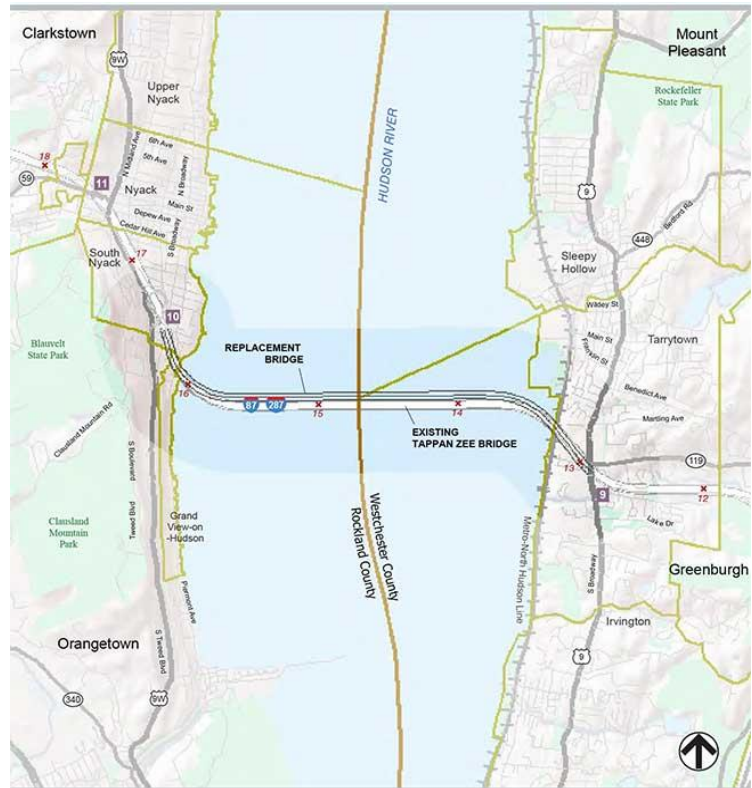 Clarkstown
9W
Upper
Nyack
Mount
Pleasant
Rockefeller
State Park
HUDSON RIVER
6th Ave
5th Ave
N Midland Ave
N Broadway
18
59
11
Nyack
Main St
Depew Ave
Cedar Hill Ave
S Broadway
9
Bedford Rd
448
South
Nyack
17
Sleepy
Hollow
10
Wildey St
Blauvelt
State Park
REPLACEMENT
BRIDGE
Main St
Franklin St
Tarrytown
16
87
287
15
14
Benedict Ave
Martling Ave
Clausland Mountain Rd
EXISTING
TAPPAN ZEE BRIDGE
S Boulevard
13
119
9
12
Tweed Blvd
Grand
View-on
-Hudson
Clausland
Mountain
Park
Westchester County
Rockland County
Metro-North Hudson Line
Lake Dr
S Broadway
Greenburgh
Piermont Ave
Irvington
Orangetown
S Tweed Blvd
9
340
9W